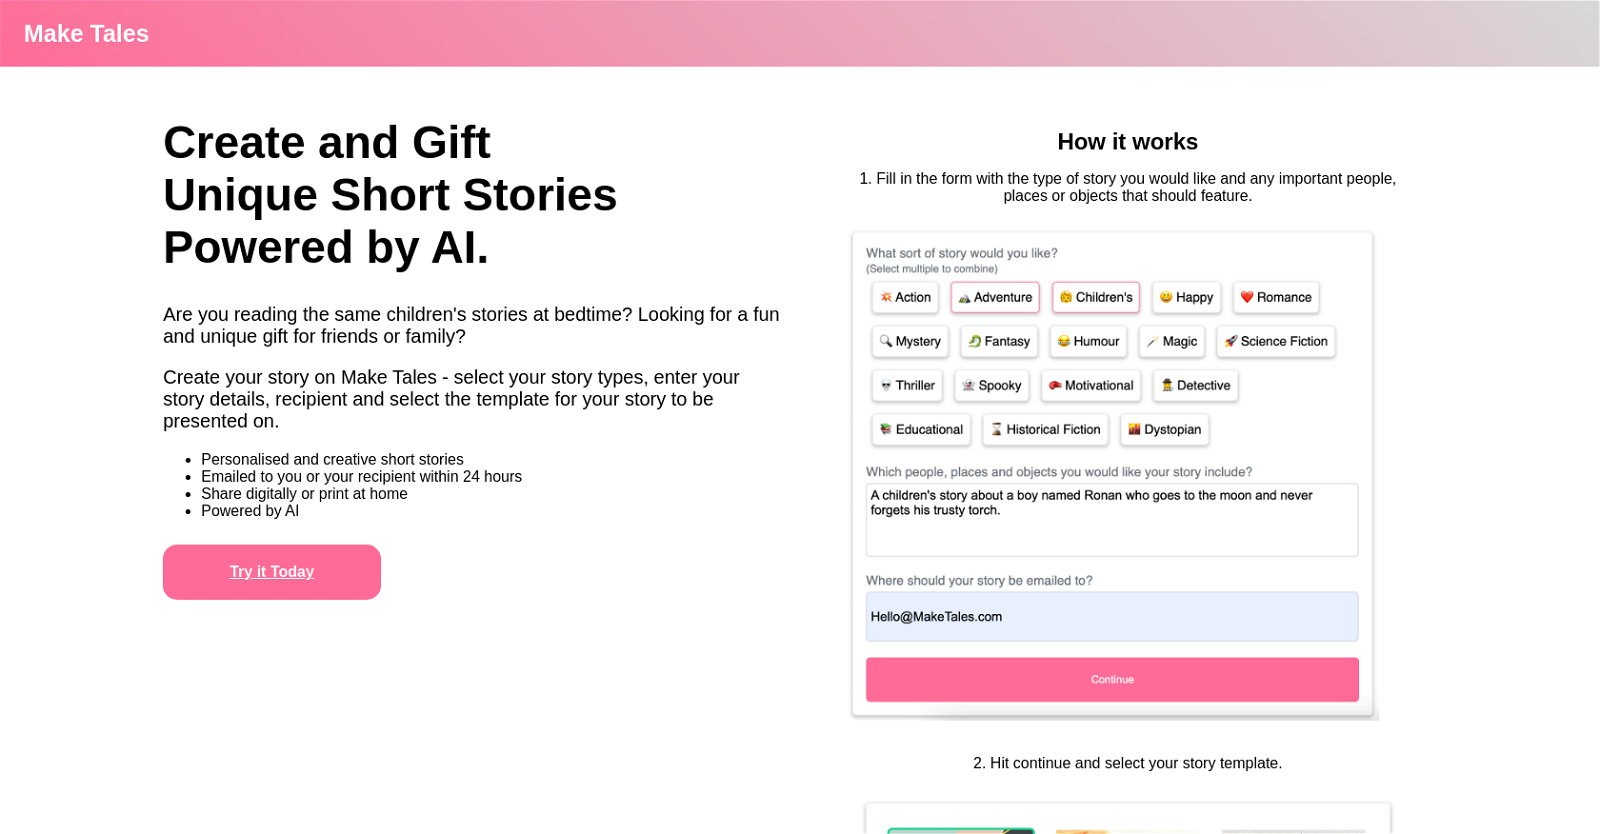 Make Tales
Create and Gift
Unique Short Stories
Powered by AI.
Are you reading the same children's stories at bedtime? Looking for a fun
and unique gift for friends or family?
Create your story on Make Tales - select your story types, enter your
story details, recipient and select the template for your story to be
presented on.
Personalised and creative short stories
Emailed to you or your recipient within 24 hours
Share digitally or print at home
Powered by AI
Try it Today
How it works
1. Fill in the form with the type of story you would like and any important people,
places or objects that should feature.
What sort of story would you like?
(Select multiple to combine)
Action Adventure Children's Happy Romance
Mystery Fantasy Humour Magic Science Fiction
Thriller Spooky Motivational Detective
Educational Historical Fiction Dystopian
Which people, places and objects you would like your story include?
A children's story about a boy named Ronan who goes to the moon and never
forgets his trusty torch.
Where should your story be emailed to?
Hello@MakeTales.com
Continue
2. Hit continue and select your story template.